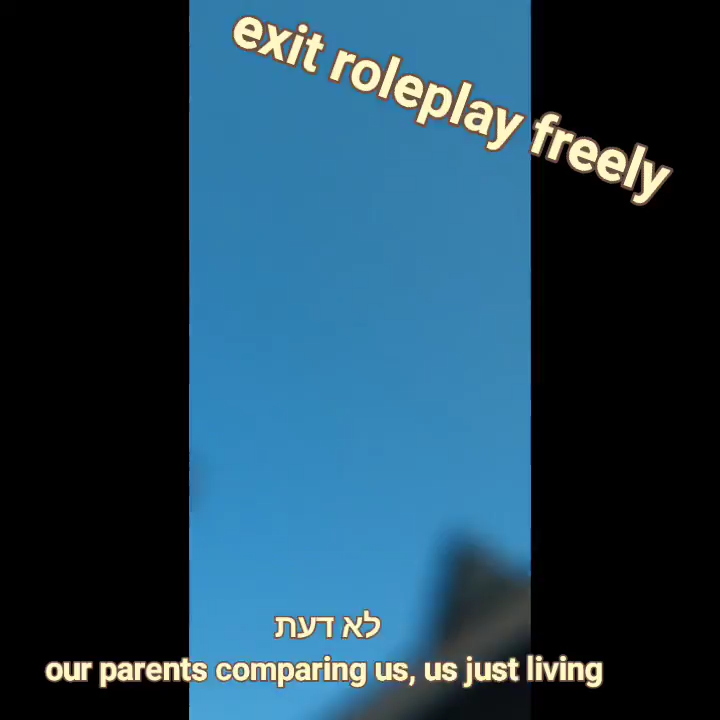 exit roleplay freely
לא דעת
our parents comparing us, us just living